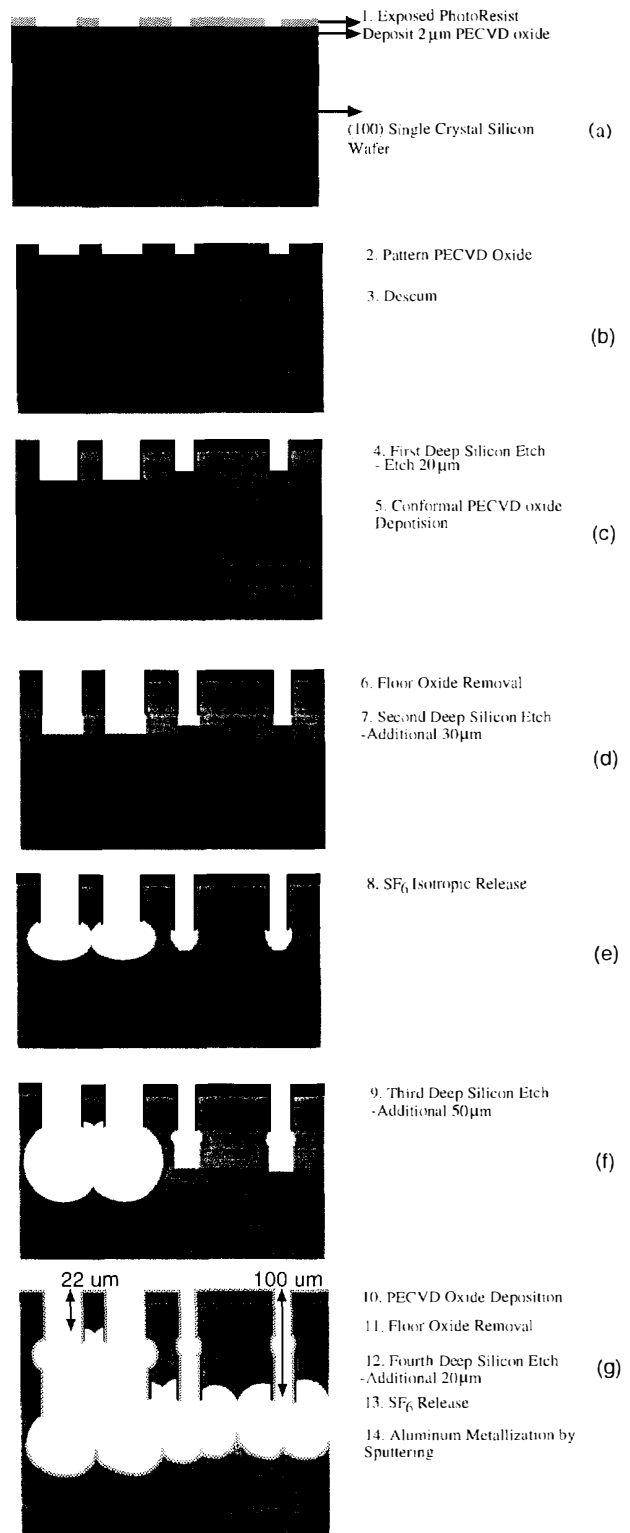 1. Exposed PhotoResist
Deposit 2 μm PECVD oxide
(100) Single Crystal Silicon
Wafer
(a)
2. Pattern PECVD Oxide
3. Descum
(b)
4. First Deep Silicon Etch
- Etch 20μm
5. Conformal PECVD oxide
Depotision
(c)
6. Floor Oxide Removal
7. Second Deep Silicon Etch
-Additional 30μm
(d)
8. SF6 Isotropic Release
(e)
9. Third Deep Silicon Etch
-Additional 50μm
(f)
22 um
100 um
10. PECVD Oxide Deposition
11. Floor Oxide Removal
12. Fourth Deep Silicon Etch
-Additional 20μm
(g)
13. SF6 Release
14. Aluminum Metallization by
Sputtering